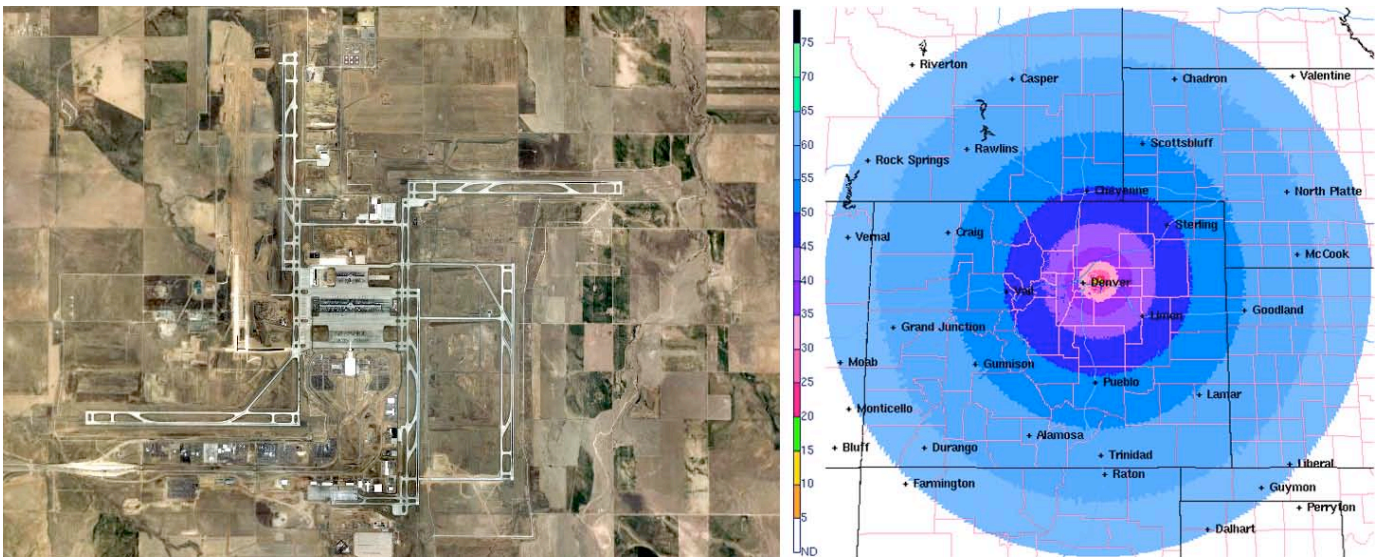 75
70
65
60
55
50
45
40
35
30
25
20
15
10
5
ND
Riverton
Casper
Chadron
Valentine
Scottsbluff
Rawlins
Rock Springs
Cheyenne
North Platte
Sterling
Vernal
Craig
McCook
Denver
Vail
Goodland
Limon
Grand Junction
Moab
Gunnison
Pueblo
Lamar
Monticello
Alamosa
Bluff
Durango
Trinidad
Liberal
Raton
Farmington
Guymon
Perryton
Dalhart